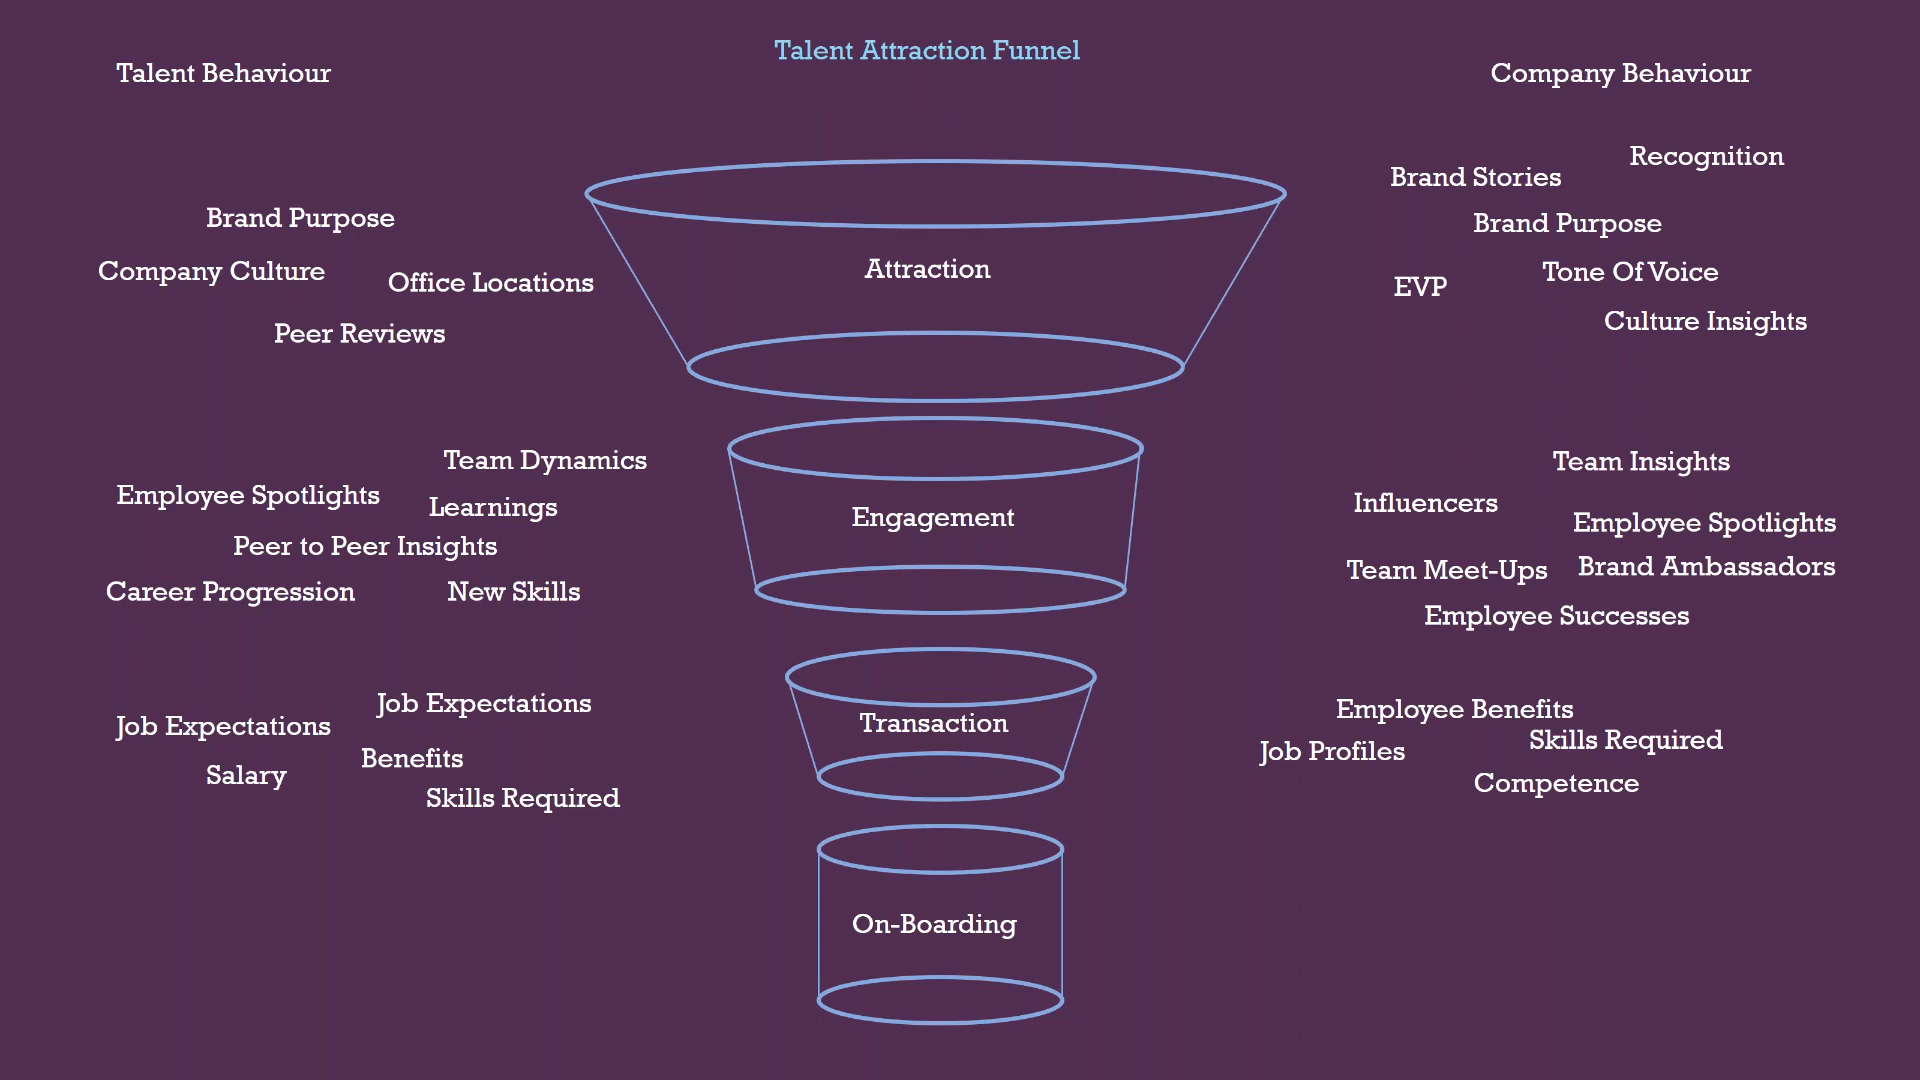 Talent Attraction Funnel
Talent Behaviour
Company Behaviour
Brand Purpose
Company Culture
Office Locations
Peer Reviews
Attraction
Recognition
Brand Stories
Brand Purpose
Tone Of Voice
EVP
Culture Insights
Team Dynamics
Employee Spotlights
Learnings
Peer to Peer Insights
Career Progression
New Skills
Engagement
Team Insights
Influencers
Employee Spotlights
Team Meet-Ups
Brand Ambassadors
Employee Successes
Job Expectations
Job Expectations
Benefits
Salary
Skills Required
Transaction
Employee Benefits
Skills Required
Job Profiles
Competence
On-Boarding